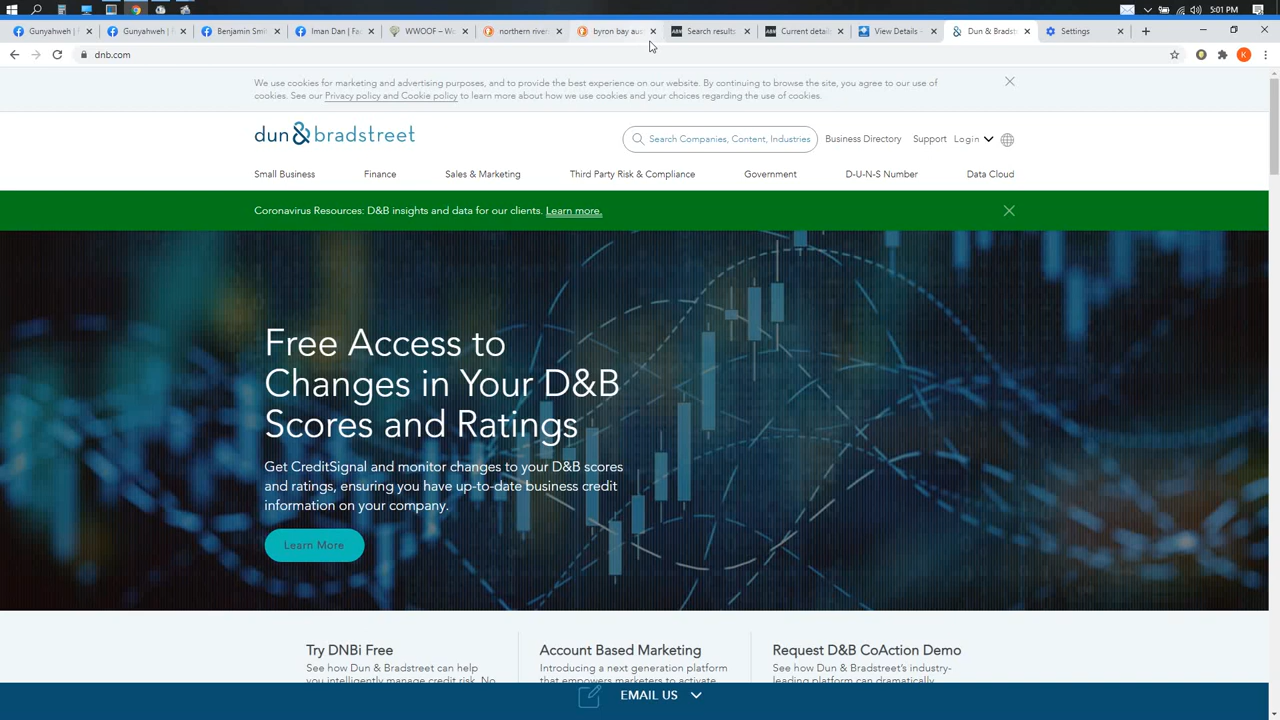 5:01 PM
Gunyahweh |
Gunyahweh |
Benjamin Smi
Iman Dan | Fa
WWOOF – W
northern river
byron bay aus
ABN Search results
ABN Current detail
View Details -
Dun & Bradst
Settings
dnb.com
K
We use cookies for marketing and advertising purposes, and to provide the best experience on our website. By continuing to browse the site, you agree to our use of
cookies. See our Privacy policy and Cookie policy to learn more about how we use cookies and your choices regarding the use of cookies.
dun & bradstreet
Search Companies, Content, Industries
Business Directory
Support
Login
Small Business
Finance
Sales & Marketing
Third Party Risk & Compliance
Government
D-U-N-S Number
Data Cloud
Coronavirus Resources: D&B insights and data for our clients. Learn more.
Free Access to
Changes in Your D&B
Scores and Ratings
Get CreditSignal and monitor changes to your D&B scores
and ratings, ensuring you have up-to-date business credit
information on your company.
Learn More
Try DNBi Free
See how Dun & Bradstreet can help
you intelligently manage credit risk. No
Account Based Marketing
Introducing a next generation platform
that empowers marketers to activate
Request D&B CoAction Demo
See how Dun & Bradstreet's industry-
leading platform can dramatically
EMAIL US